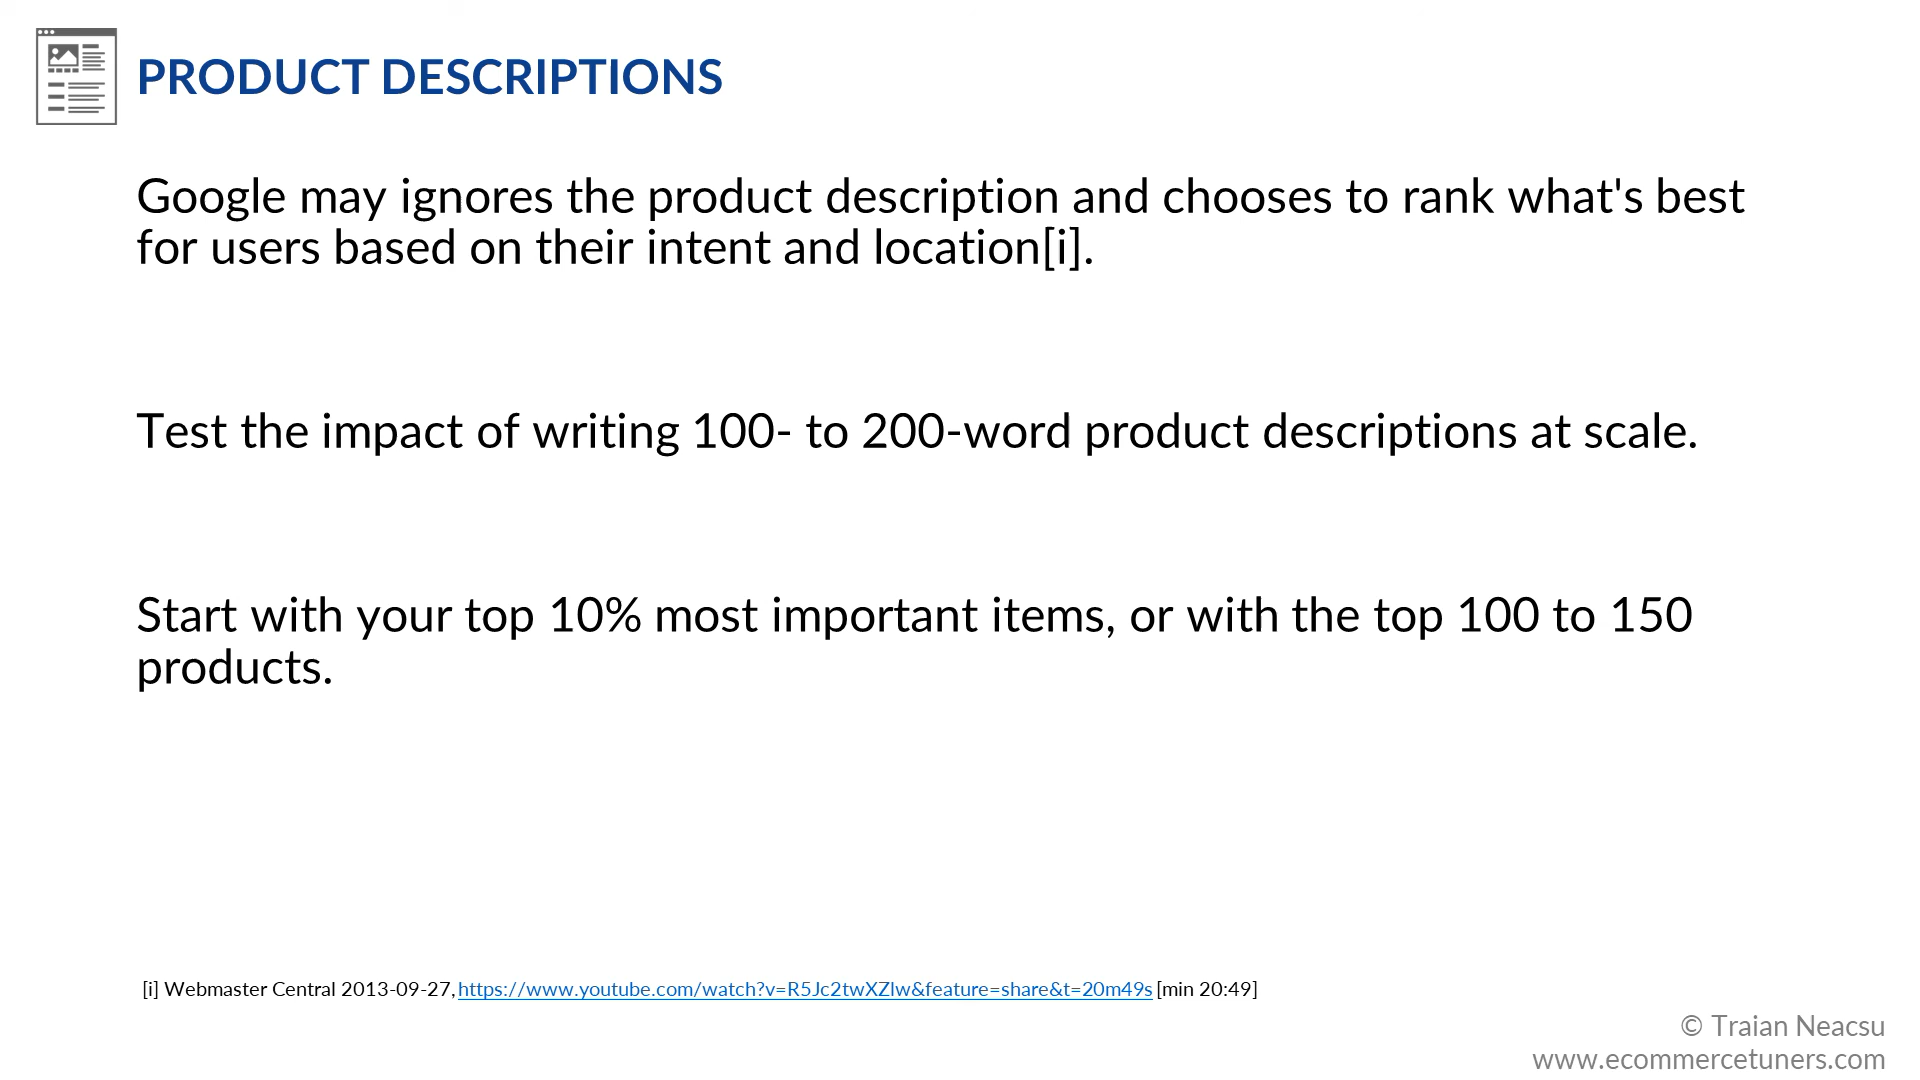 PRODUCT DESCRIPTIONS
Google may ignores the product description and chooses to rank what's best
for users based on their intent and location[i].
Test the impact of writing 100- to 200-word product descriptions at scale.
Start with your top 10% most important items, or with the top 100 to 150
products.
[i] Webmaster Central 2013-09-27, https://www.youtube.com/watch?v=R5Jc2twXZlw&feature=share&t=20m49s [min 20:49]
© Traian Neacsu
www.ecommercetuners.com